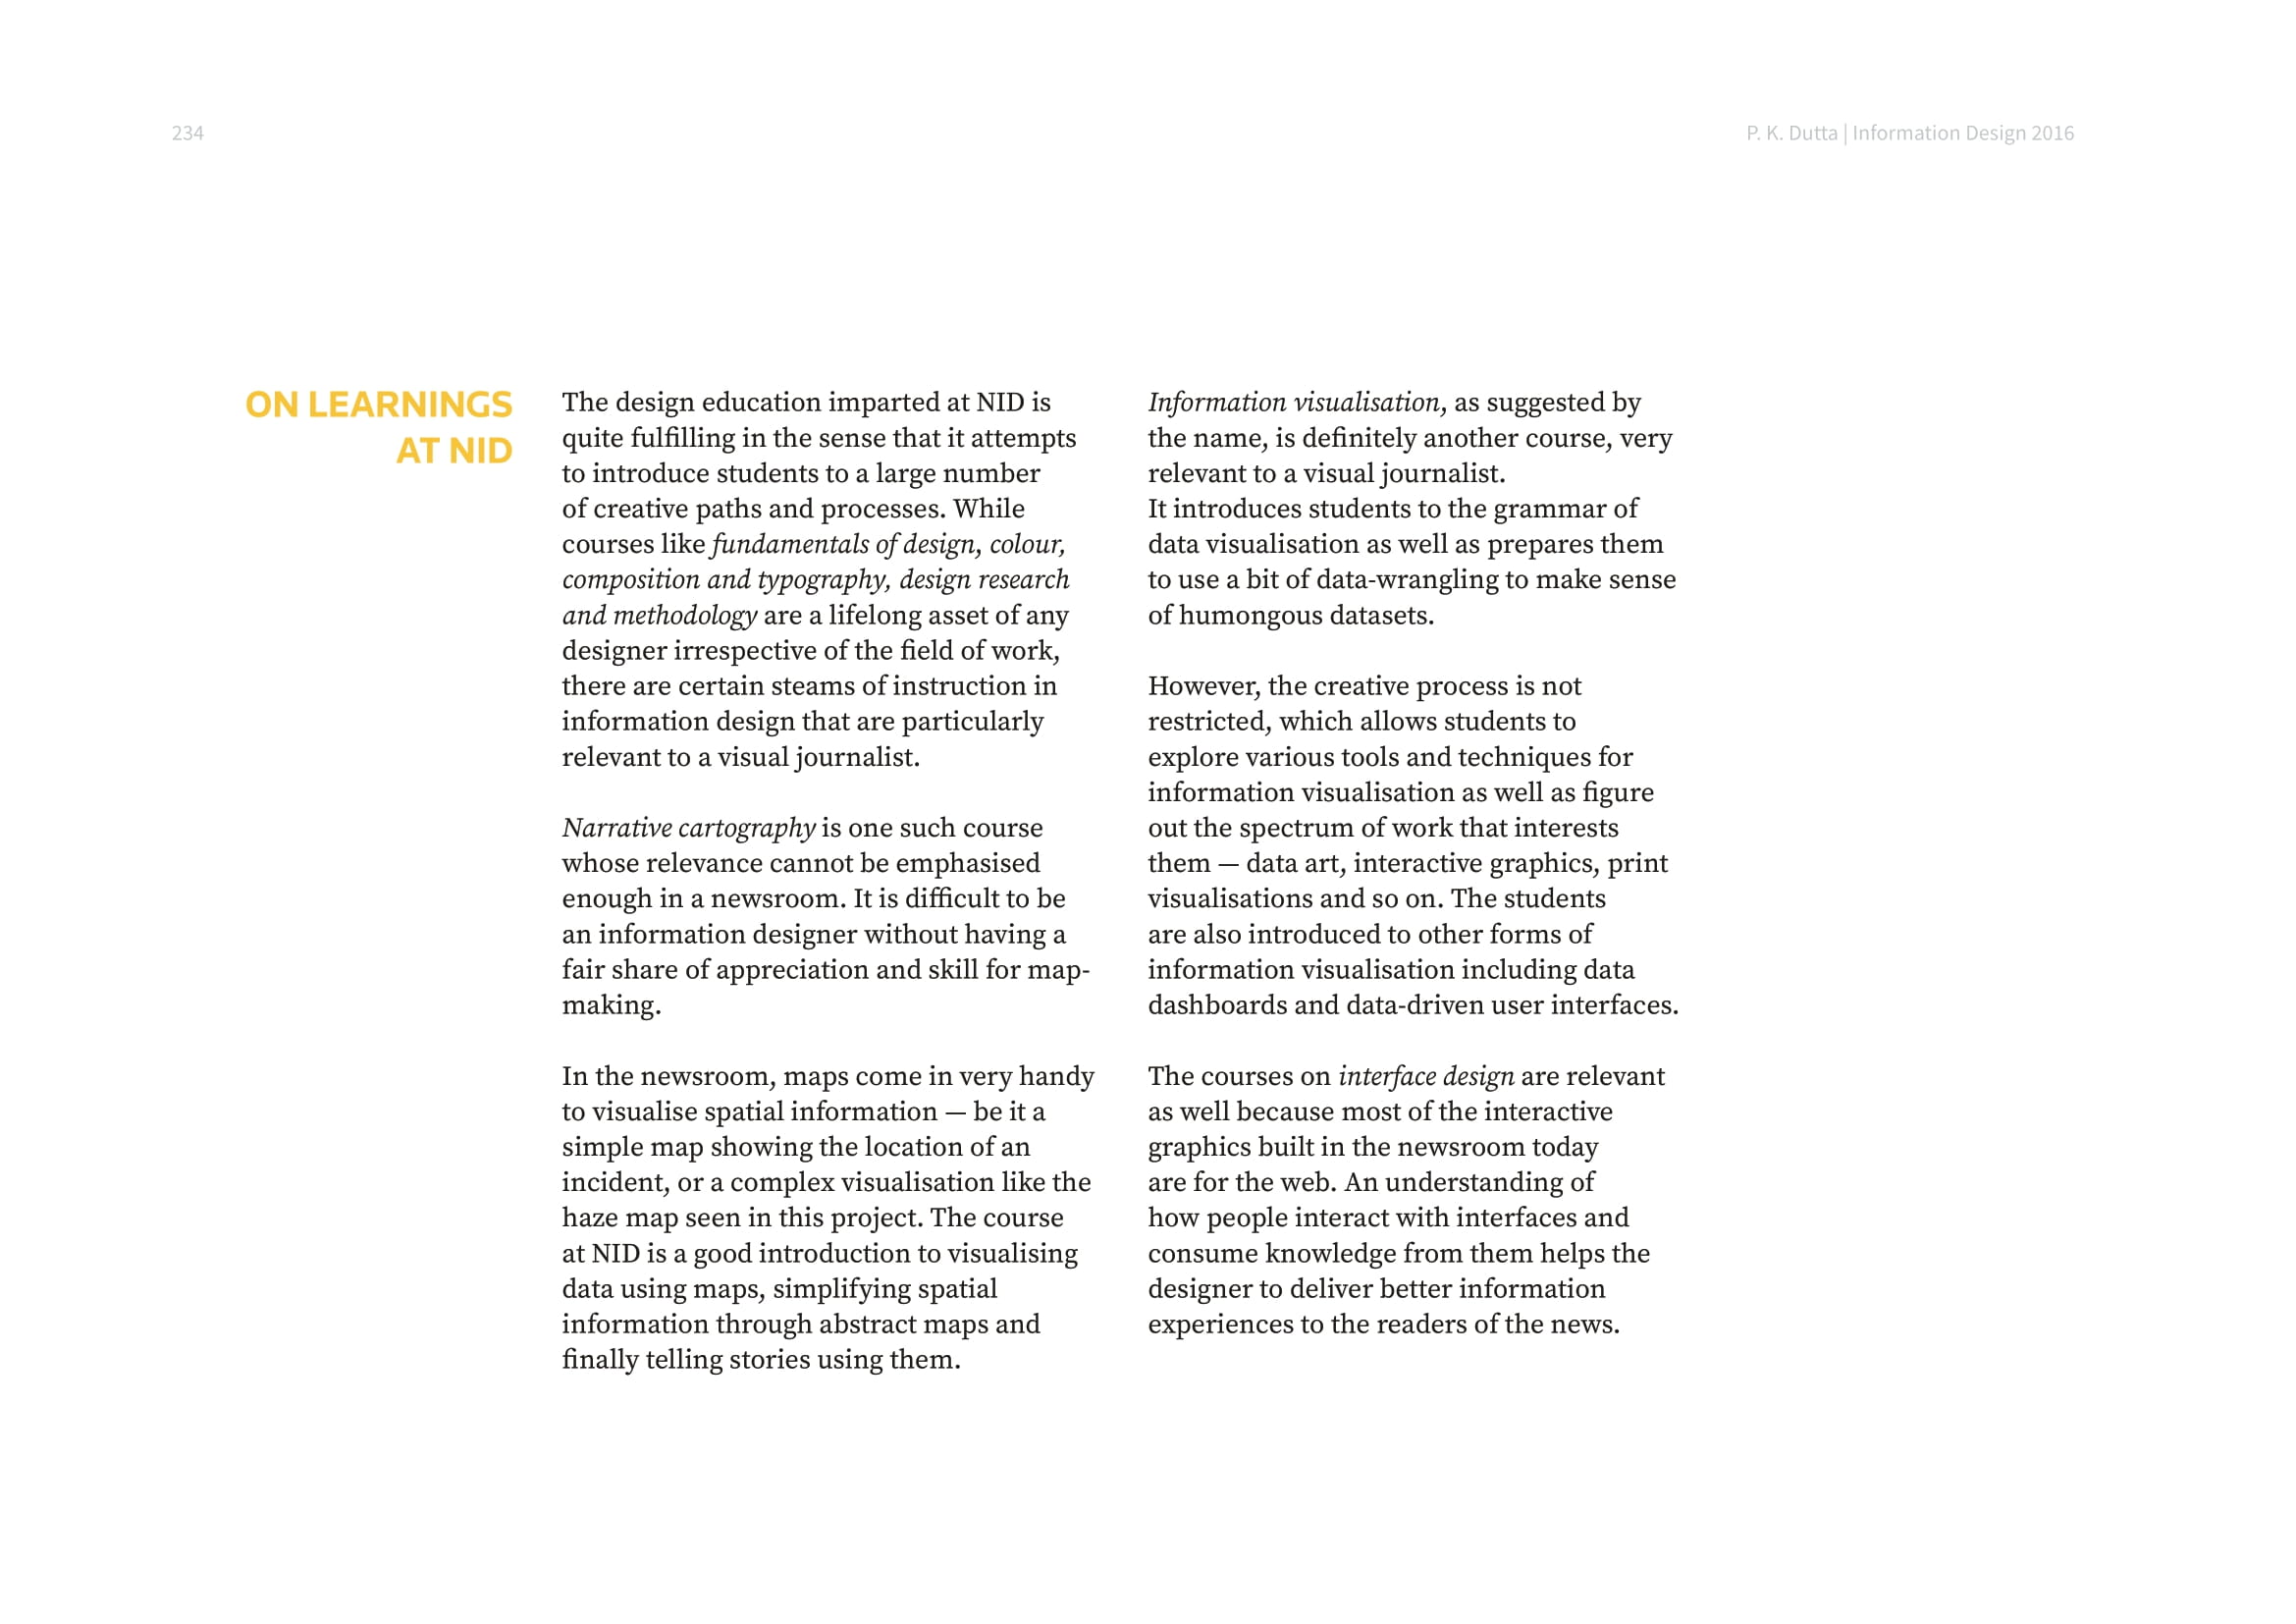 234
P. K. Dutta | Information Design 2016
ON LEARNINGS
AT NID
The design education imparted at NID is
quite fulfilling in the sense that it attempts
to introduce students to a large number
of creative paths and processes. While
courses like fundamentals of design, colour,
composition and typography, design research
and methodology are a lifelong asset of any
designer irrespective of the field of work,
there are certain steams of instruction in
information design that are particularly
relevant to a visual journalist.
Narrative cartography is one such course
whose relevance cannot be emphasised
enough in a newsroom. It is difficult to be
an information designer without having a
fair share of appreciation and skill for map-
making.
In the newsroom, maps come in very handy
to visualise spatial information — be it a
simple map showing the location of an
incident, or a complex visualisation like the
haze map seen in this project. The course
at NID is a good introduction to visualising
data using maps, simplifying spatial
information through abstract maps and
finally telling stories using them.
Information visualisation, as suggested by
the name, is definitely another course, very
relevant to a visual journalist.
It introduces students to the grammar of
data visualisation as well as prepares them
to use a bit of data-wrangling to make sense
of humongous datasets.
However, the creative process is not
restricted, which allows students to
explore various tools and techniques for
information visualisation as well as figure
out the spectrum of work that interests
them — data art, interactive graphics, print
visualisations and so on. The students
are also introduced to other forms of
information visualisation including data
dashboards and data-driven user interfaces.
The courses on interface design are relevant
as well because most of the interactive
graphics built in the newsroom today
are for the web. An understanding of
how people interact with interfaces and
consume knowledge from them helps the
designer to deliver better information
experiences to the readers of the news.